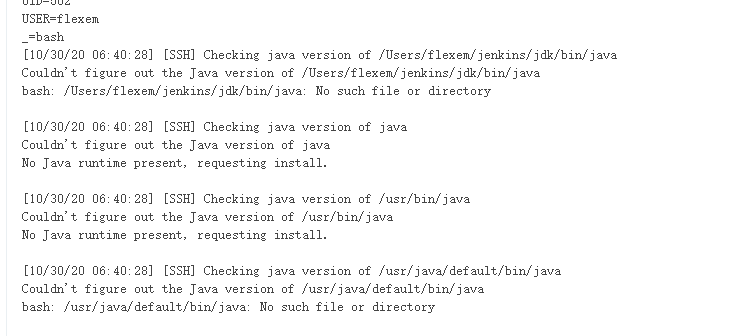 UID=502
USER=flexem
_=bash
[10/30/20 06:40:28] [SSH] Checking java version of /Users/flexem/jenkins/jdk/bin/java
Couldn't figure out the Java version of /Users/flexem/jenkins/jdk/bin/java
bash: /Users/flexem/jenkins/jdk/bin/java: No such file or directory
[10/30/20 06:40:28] [SSH] Checking java version of java
Couldn't figure out the Java version of java
No Java runtime present, requesting install.
[10/30/20 06:40:28] [SSH] Checking java version of /usr/bin/java
Couldn't figure out the Java version of /usr/bin/java
No Java runtime present, requesting install.
[10/30/20 06:40:28] [SSH] Checking java version of /usr/java/default/bin/java
Couldn't figure out the Java version of /usr/java/default/bin/java
bash: /usr/java/default/bin/java: No such file or directory